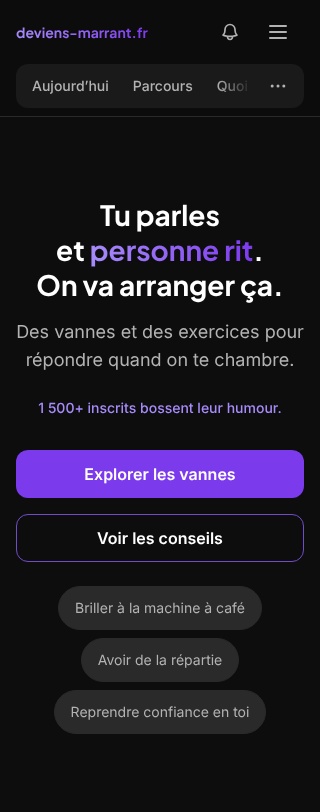 deviens-marrant.fr
Aujourd’hui Parcours Quoi
Tu parles
et personne rit.
On va arranger ça.
Des vannes et des exercices pour
répondre quand on te chambre.
1 500+ inscrits bossent leur humour.
Explorer les vannes
Voir les conseils
Briller à la machine à café
Avoir de la répartie
Reprendre confiance en toi